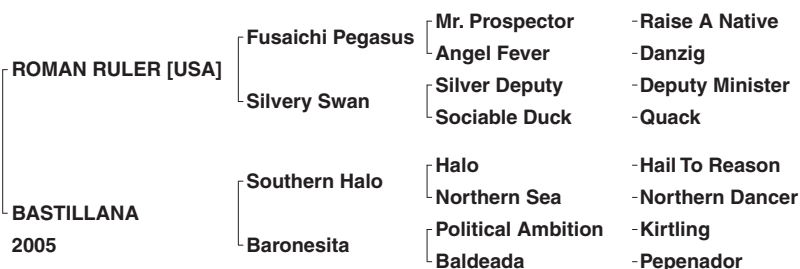 Mr. Prospector -Raise A Native
Fusaichi Pegasus
Angel Fever -Danzig
ROMAN RULER [USA]
Silver Deputy -Deputy Minister
Silvery Swan
Sociable Duck -Quack
Halo -Hail To Reason
Southern Halo
Northern Sea -Northern Dancer
BASTILLANA
Political Ambition -Kirtling
2005
Baronesita
Baldeada -Pepenador